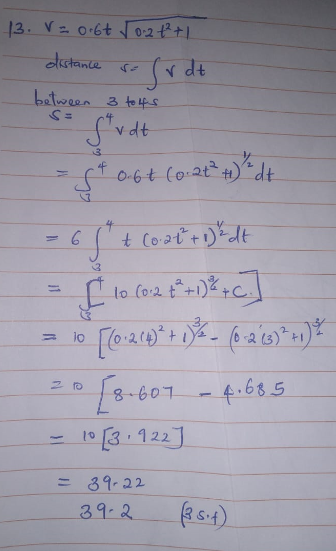 13. v = 0.6t √(0.2t²+1)
distance s = ∫ v dt
between 3 to 4s
s = ∫₃⁴ v dt
= ∫₃⁴ 0.6t (0.2t² + 1)^½ dt
= 6 ∫₃⁴ t (0.2t² + 1)^½ dt
= [₃⁴ 10 (0.2t² + 1)^3/2 + C.]
= 10 [(0.2(4)² + 1)^3/2 - (0.2(3)² + 1)^3/2
= 10 [8.607 - 4.685
= 10 [3.922]
= 39.22
39.2 (3 s.f)